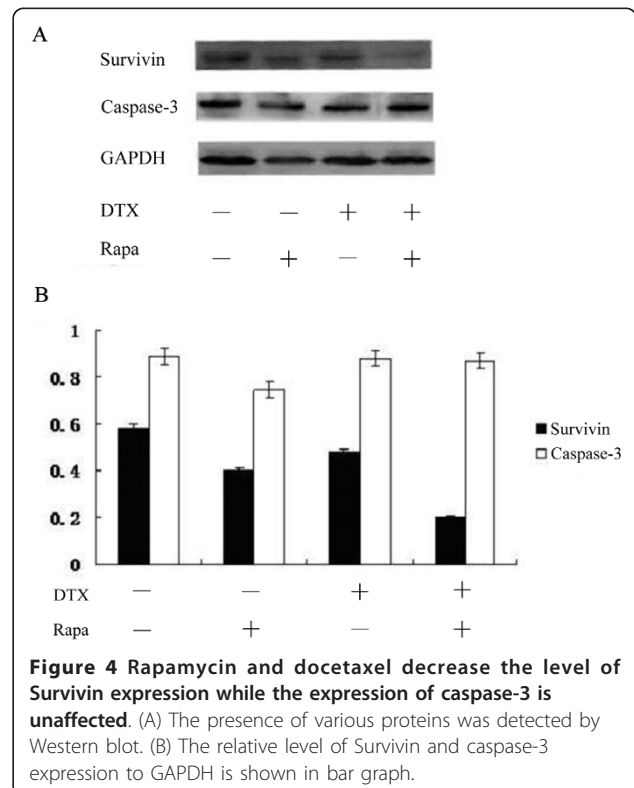 A
Survivin
Caspase-3
GAPDH
DTX — — + +
Rapa — + — +
B
1
0.8
0.6
0.4
0.2
0
Survivin
Caspase-3
DTX — — + +
Rapa — + — +
Figure 4 Rapamycin and docetaxel decrease the level of
Survivin expression while the expression of caspase-3 is
unaffected. (A) The presence of various proteins was detected by
Western blot. (B) The relative level of Survivin and caspase-3
expression to GAPDH is shown in bar graph.